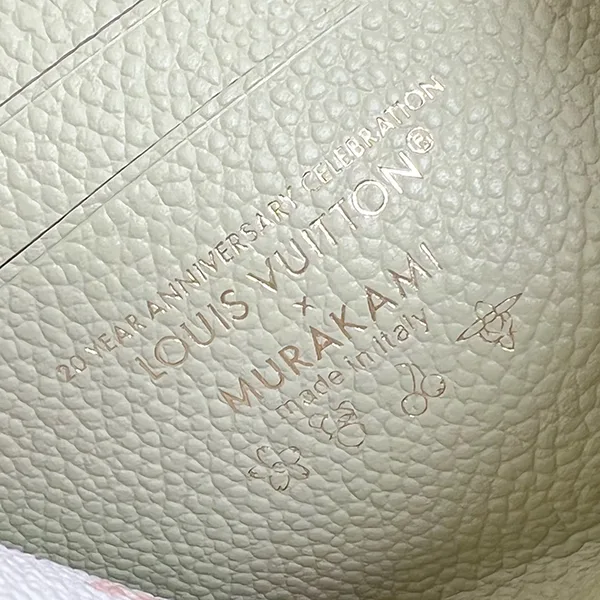 20 YEAR ANNIVERSARY CELEBRATION
LOUIS VUITTON®
×
MURAKAMI
made in Italy